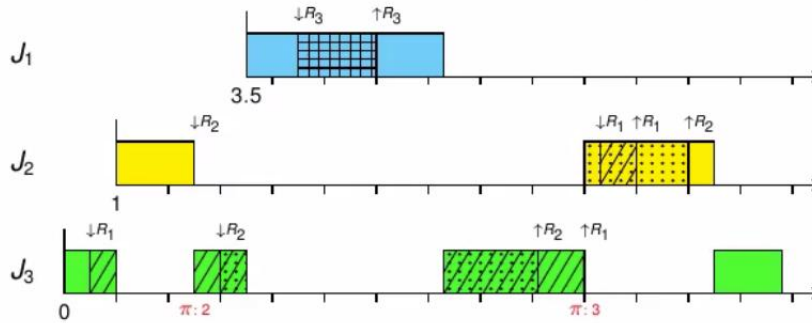 ↓R₃ ↑R₃
J₁
3.5
↓R₂ ↓R₁ ↑R₁ ↑R₂
J₂
1
↓R₁ ↓R₂ ↑R₂ ↑R₁
J₃
0 π: 2 π: 3